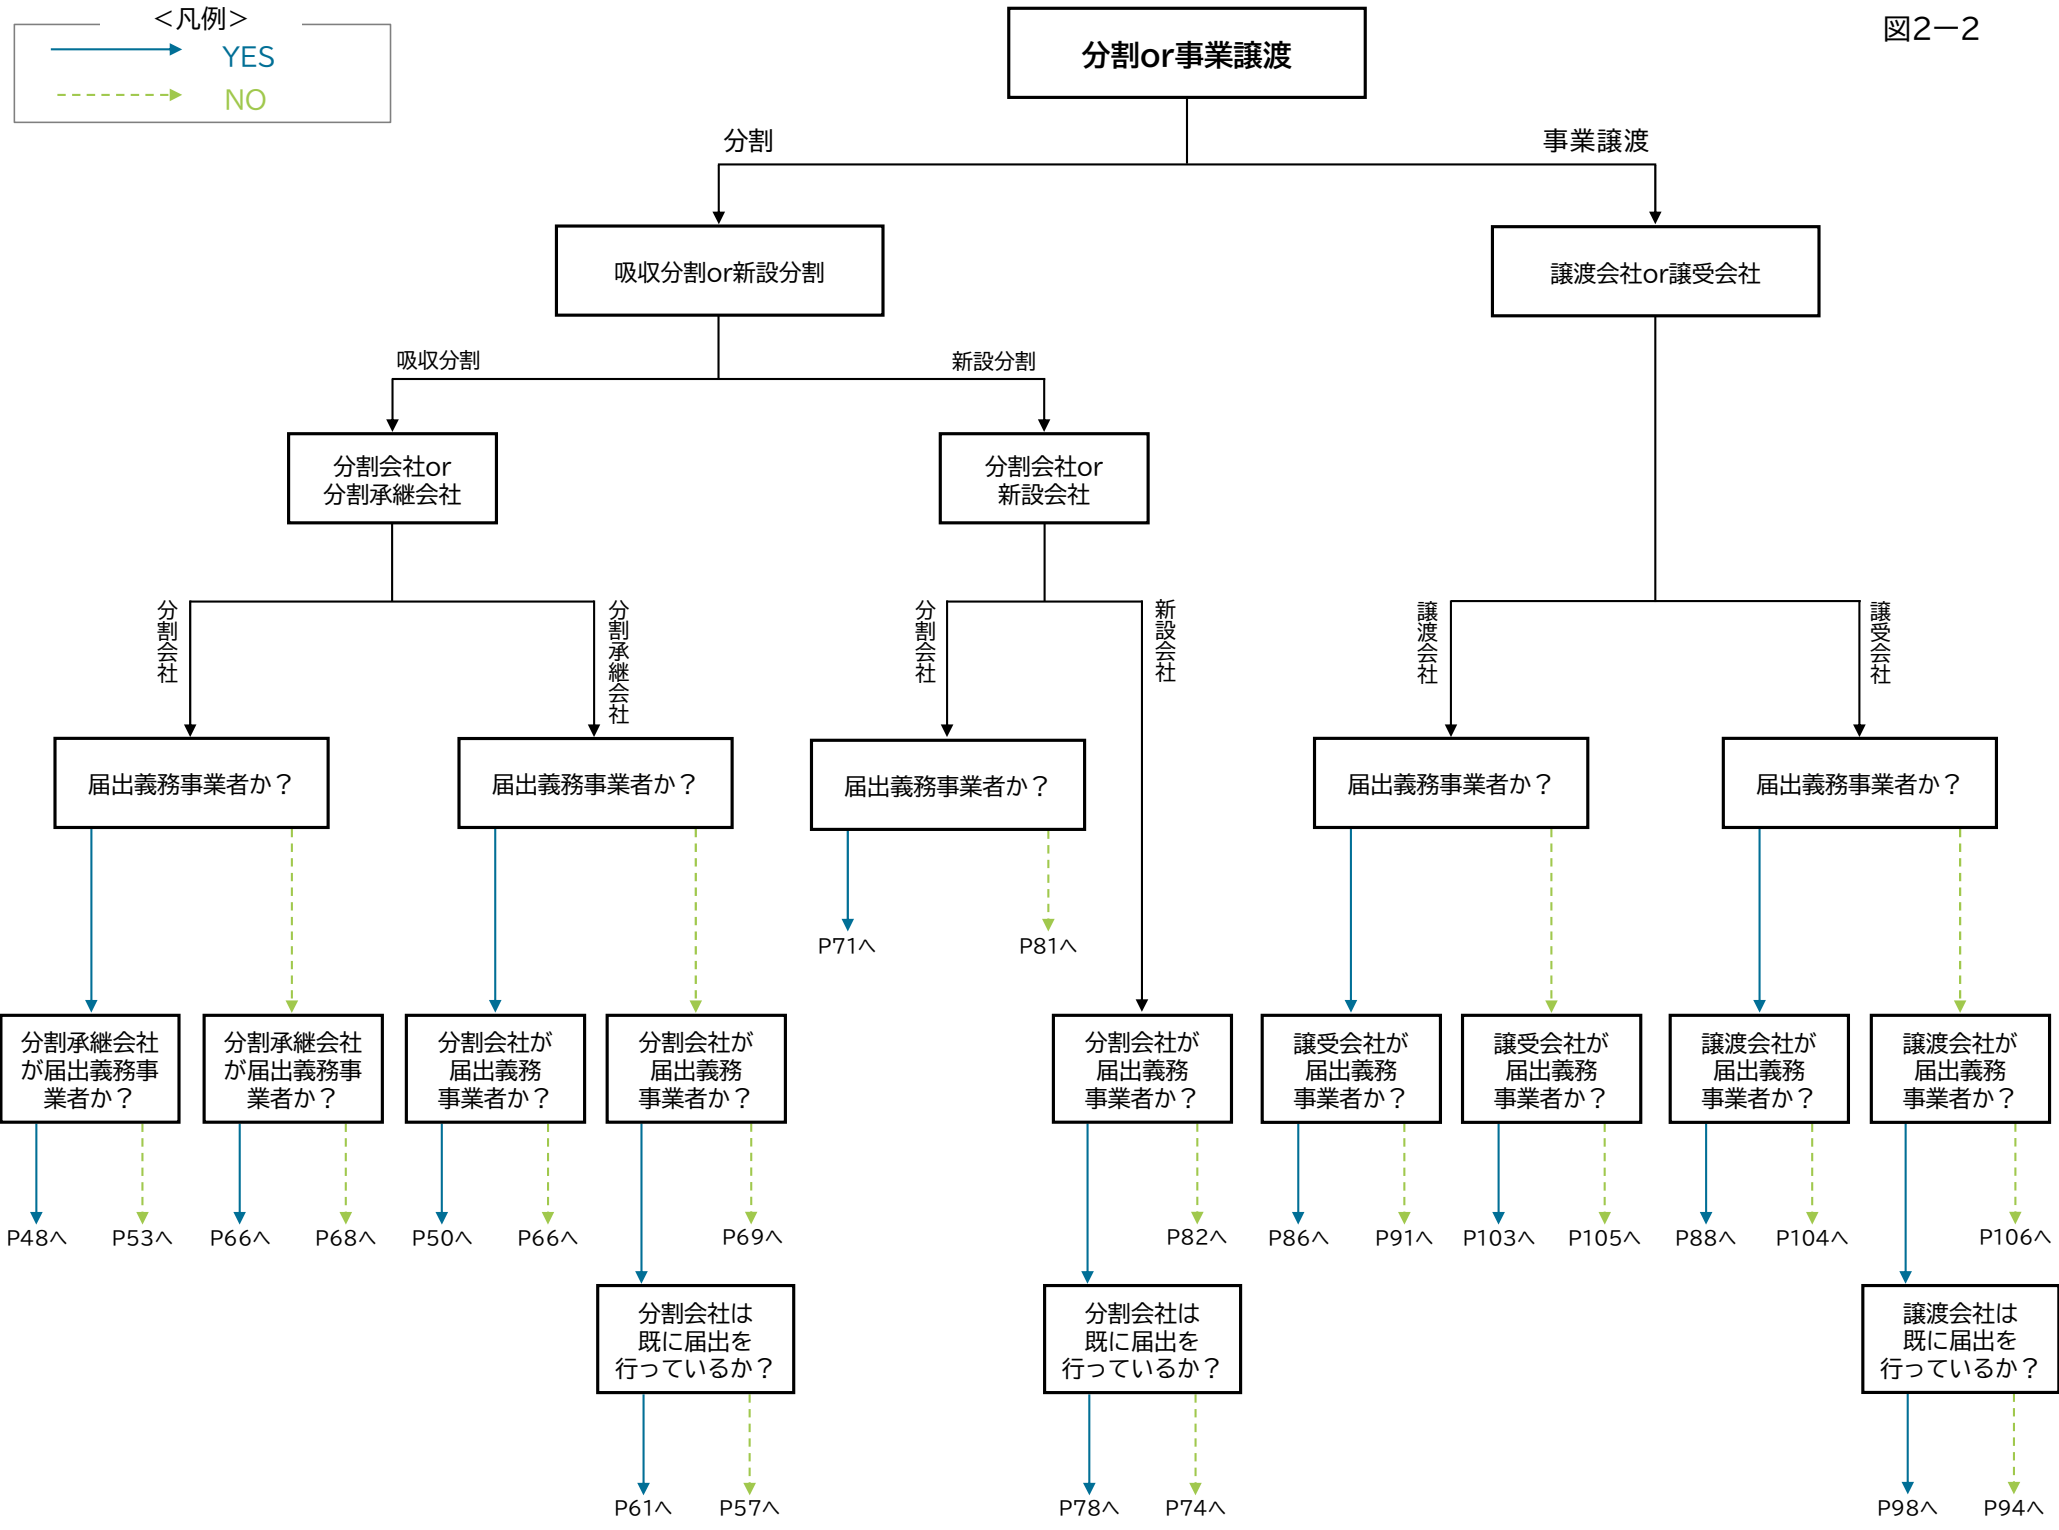 ＜凡例＞
YES
NO
図2－2
分割or事業譲渡
分割
事業譲渡
吸収分割or新設分割
譲渡会社or譲受会社
吸収分割
新設分割
分割会社or
分割承継会社
分割会社or
新設会社
分割会社
分割承継会社
分割会社
新設会社
譲渡会社
譲受会社
届出義務事業者か？
届出義務事業者か？
届出義務事業者か？
届出義務事業者か？
届出義務事業者か？
P71へ
P81へ
分割承継会社
が届出義務事
業者か？
分割承継会社
が届出義務事
業者か？
分割会社が
届出義務
事業者か？
分割会社が
届出義務
事業者か？
分割会社が
届出義務
事業者か？
譲受会社が
届出義務
事業者か？
譲受会社が
届出義務
事業者か？
譲渡会社が
届出義務
事業者か？
譲渡会社が
届出義務
事業者か？
P48へ
P53へ
P66へ
P68へ
P50へ
P66へ
P69へ
P82へ
P86へ
P91へ
P103へ
P105へ
P88へ
P104へ
P106へ
分割会社は
既に届出を
行っているか？
分割会社は
既に届出を
行っているか？
譲渡会社は
既に届出を
行っているか？
P61へ
P57へ
P78へ
P74へ
P98へ
P94へ